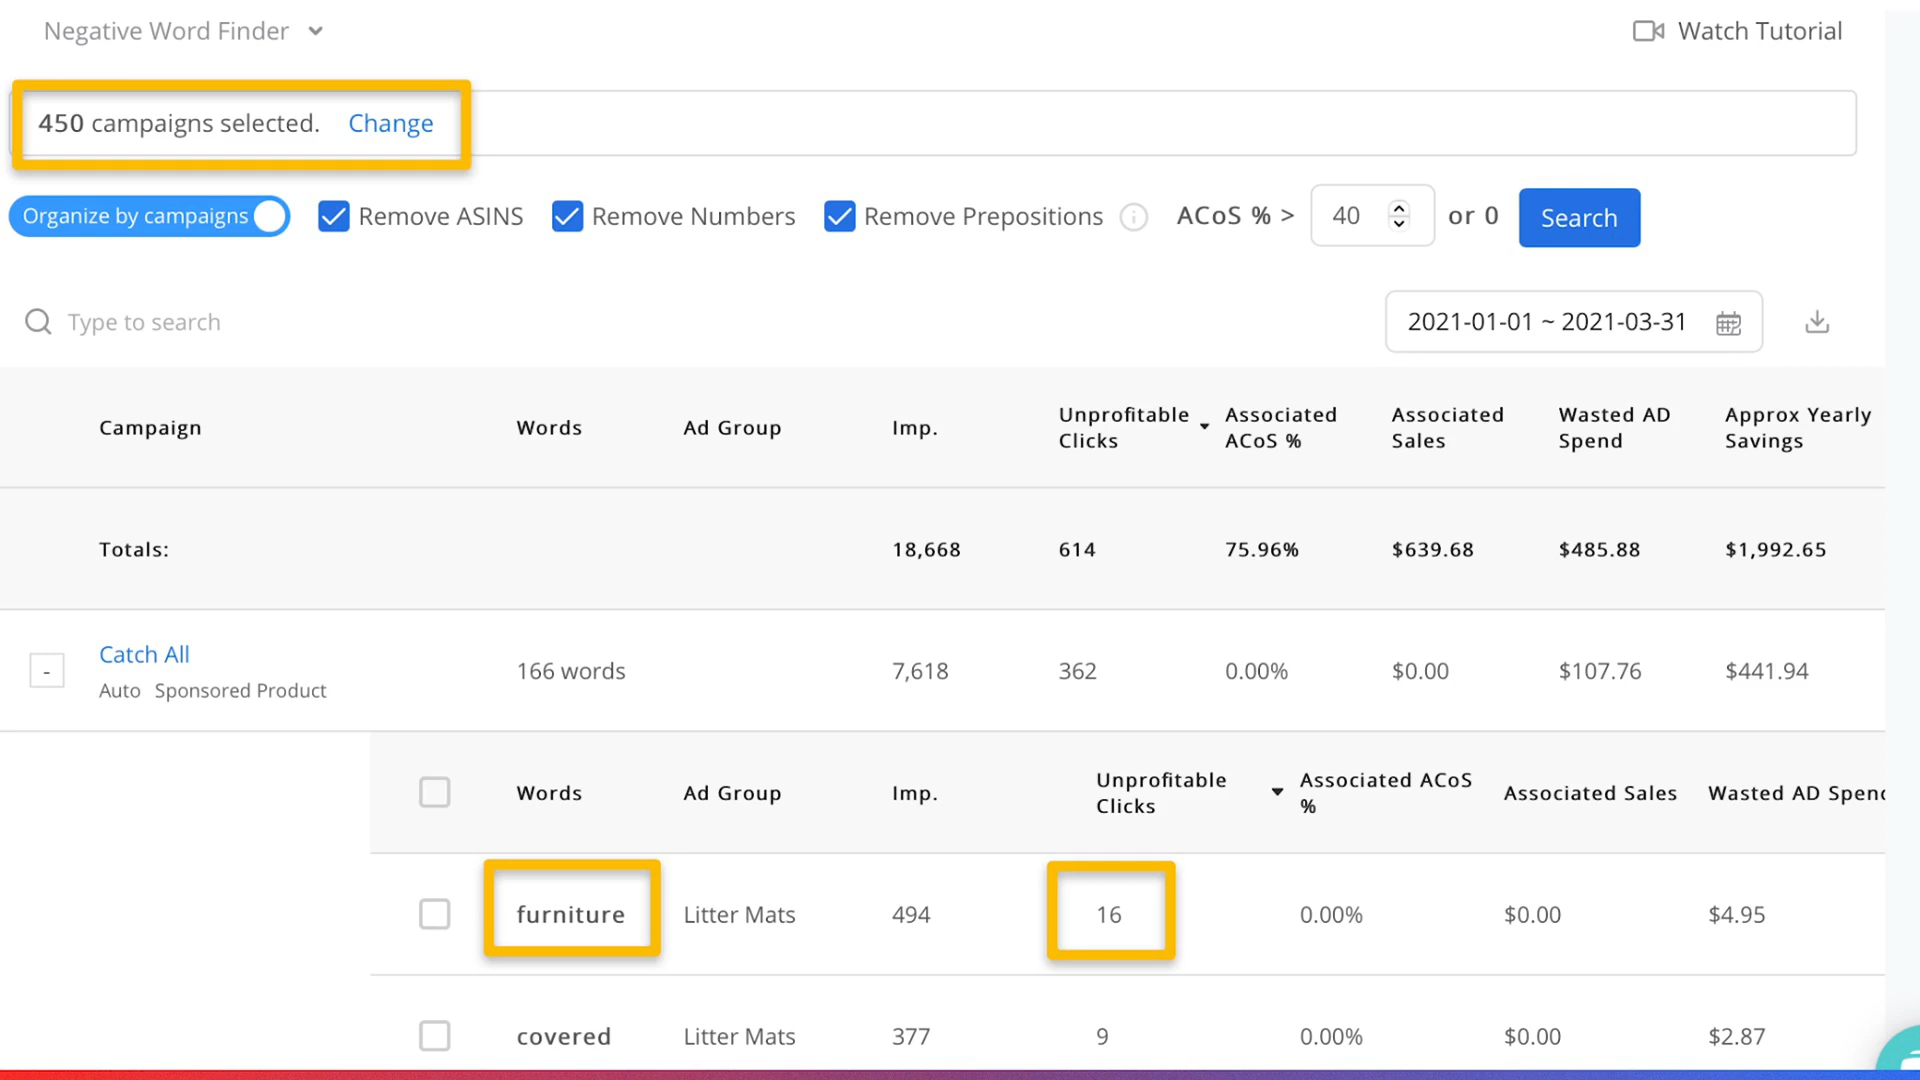 Negative Word Finder
Watch Tutorial
450 campaigns selected. Change
Organize by campaigns Remove ASINS Remove Numbers Remove Prepositions ACoS % > 40 or 0 Search
Type to search
2021-01-01 ~ 2021-03-31
Campaign Words Ad Group Imp. Unprofitable Clicks Associated ACoS % Associated Sales Wasted AD Spend Approx Yearly Savings
Totals: 18,668 614 75.96% $639.68 $485.88 $1,992.65
- Catch All 166 words 7,618 362 0.00% $0.00 $107.76 $441.94
Auto Sponsored Product
Words Ad Group Imp. Unprofitable Clicks Associated ACoS % Associated Sales Wasted AD Spend
furniture Litter Mats 494 16 0.00% $0.00 $4.95
covered Litter Mats 377 9 0.00% $0.00 $2.87